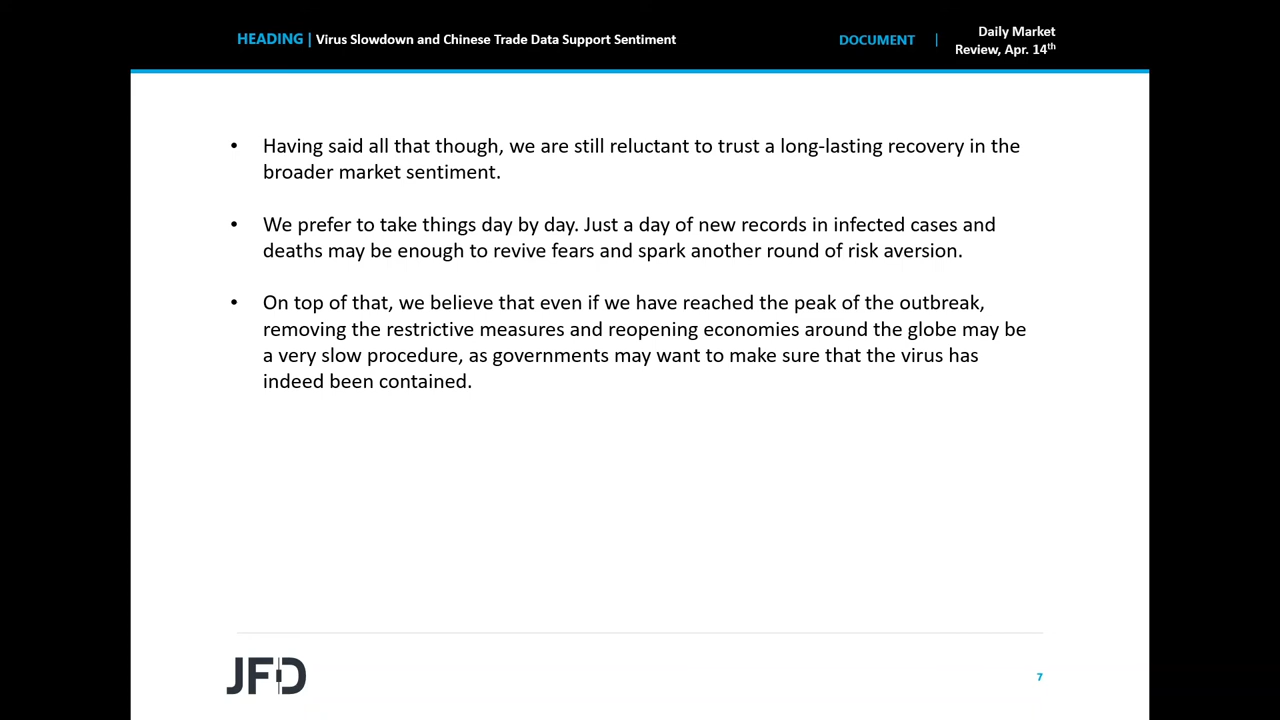 HEADING | Virus Slowdown and Chinese Trade Data Support Sentiment
DOCUMENT |
Daily Market
Review, Apr. 14th
• Having said all that though, we are still reluctant to trust a long-lasting recovery in the
broader market sentiment.
• We prefer to take things day by day. Just a day of new records in infected cases and
deaths may be enough to revive fears and spark another round of risk aversion.
• On top of that, we believe that even if we have reached the peak of the outbreak,
removing the restrictive measures and reopening economies around the globe may be
a very slow procedure, as governments may want to make sure that the virus has
indeed been contained.
JFD
7